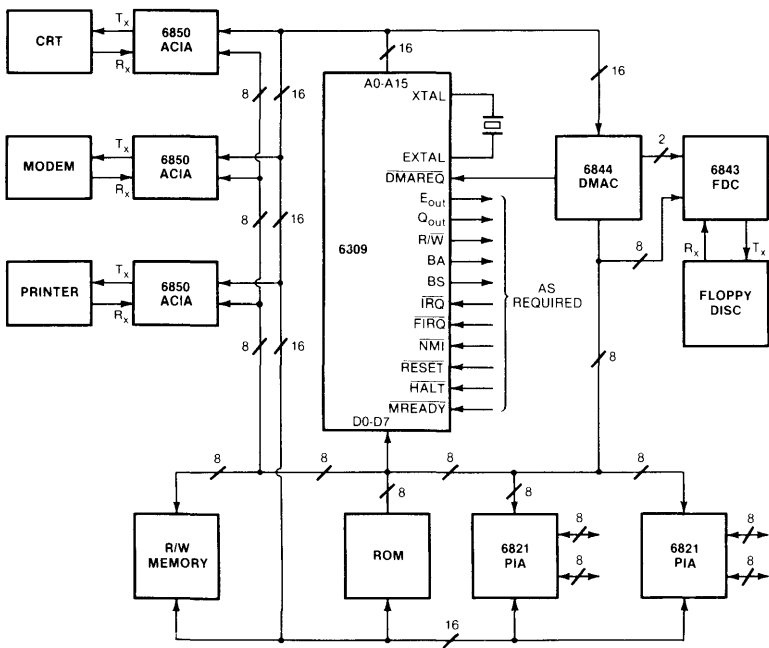 CRT
Tx
Rx
6850
ACIA
8
16
16
A0-A15
XTAL
EXTAL
DMAREQ
Eout
Qout
R/W
BA
BS
IRQ
FIRQ
NMI
RESET
HALT
MREADY
D0-D7
6309
AS
REQUIRED
16
6844
DMAC
2
6843
FDC
8
Rx
Tx
FLOPPY
DISC
8
MODEM
Tx
Rx
6850
ACIA
8
16
PRINTER
Tx
Rx
6850
ACIA
8
16
8
8
8
8
8
8
R/W
MEMORY
ROM
6821
PIA
8
8
6821
PIA
8
8
16